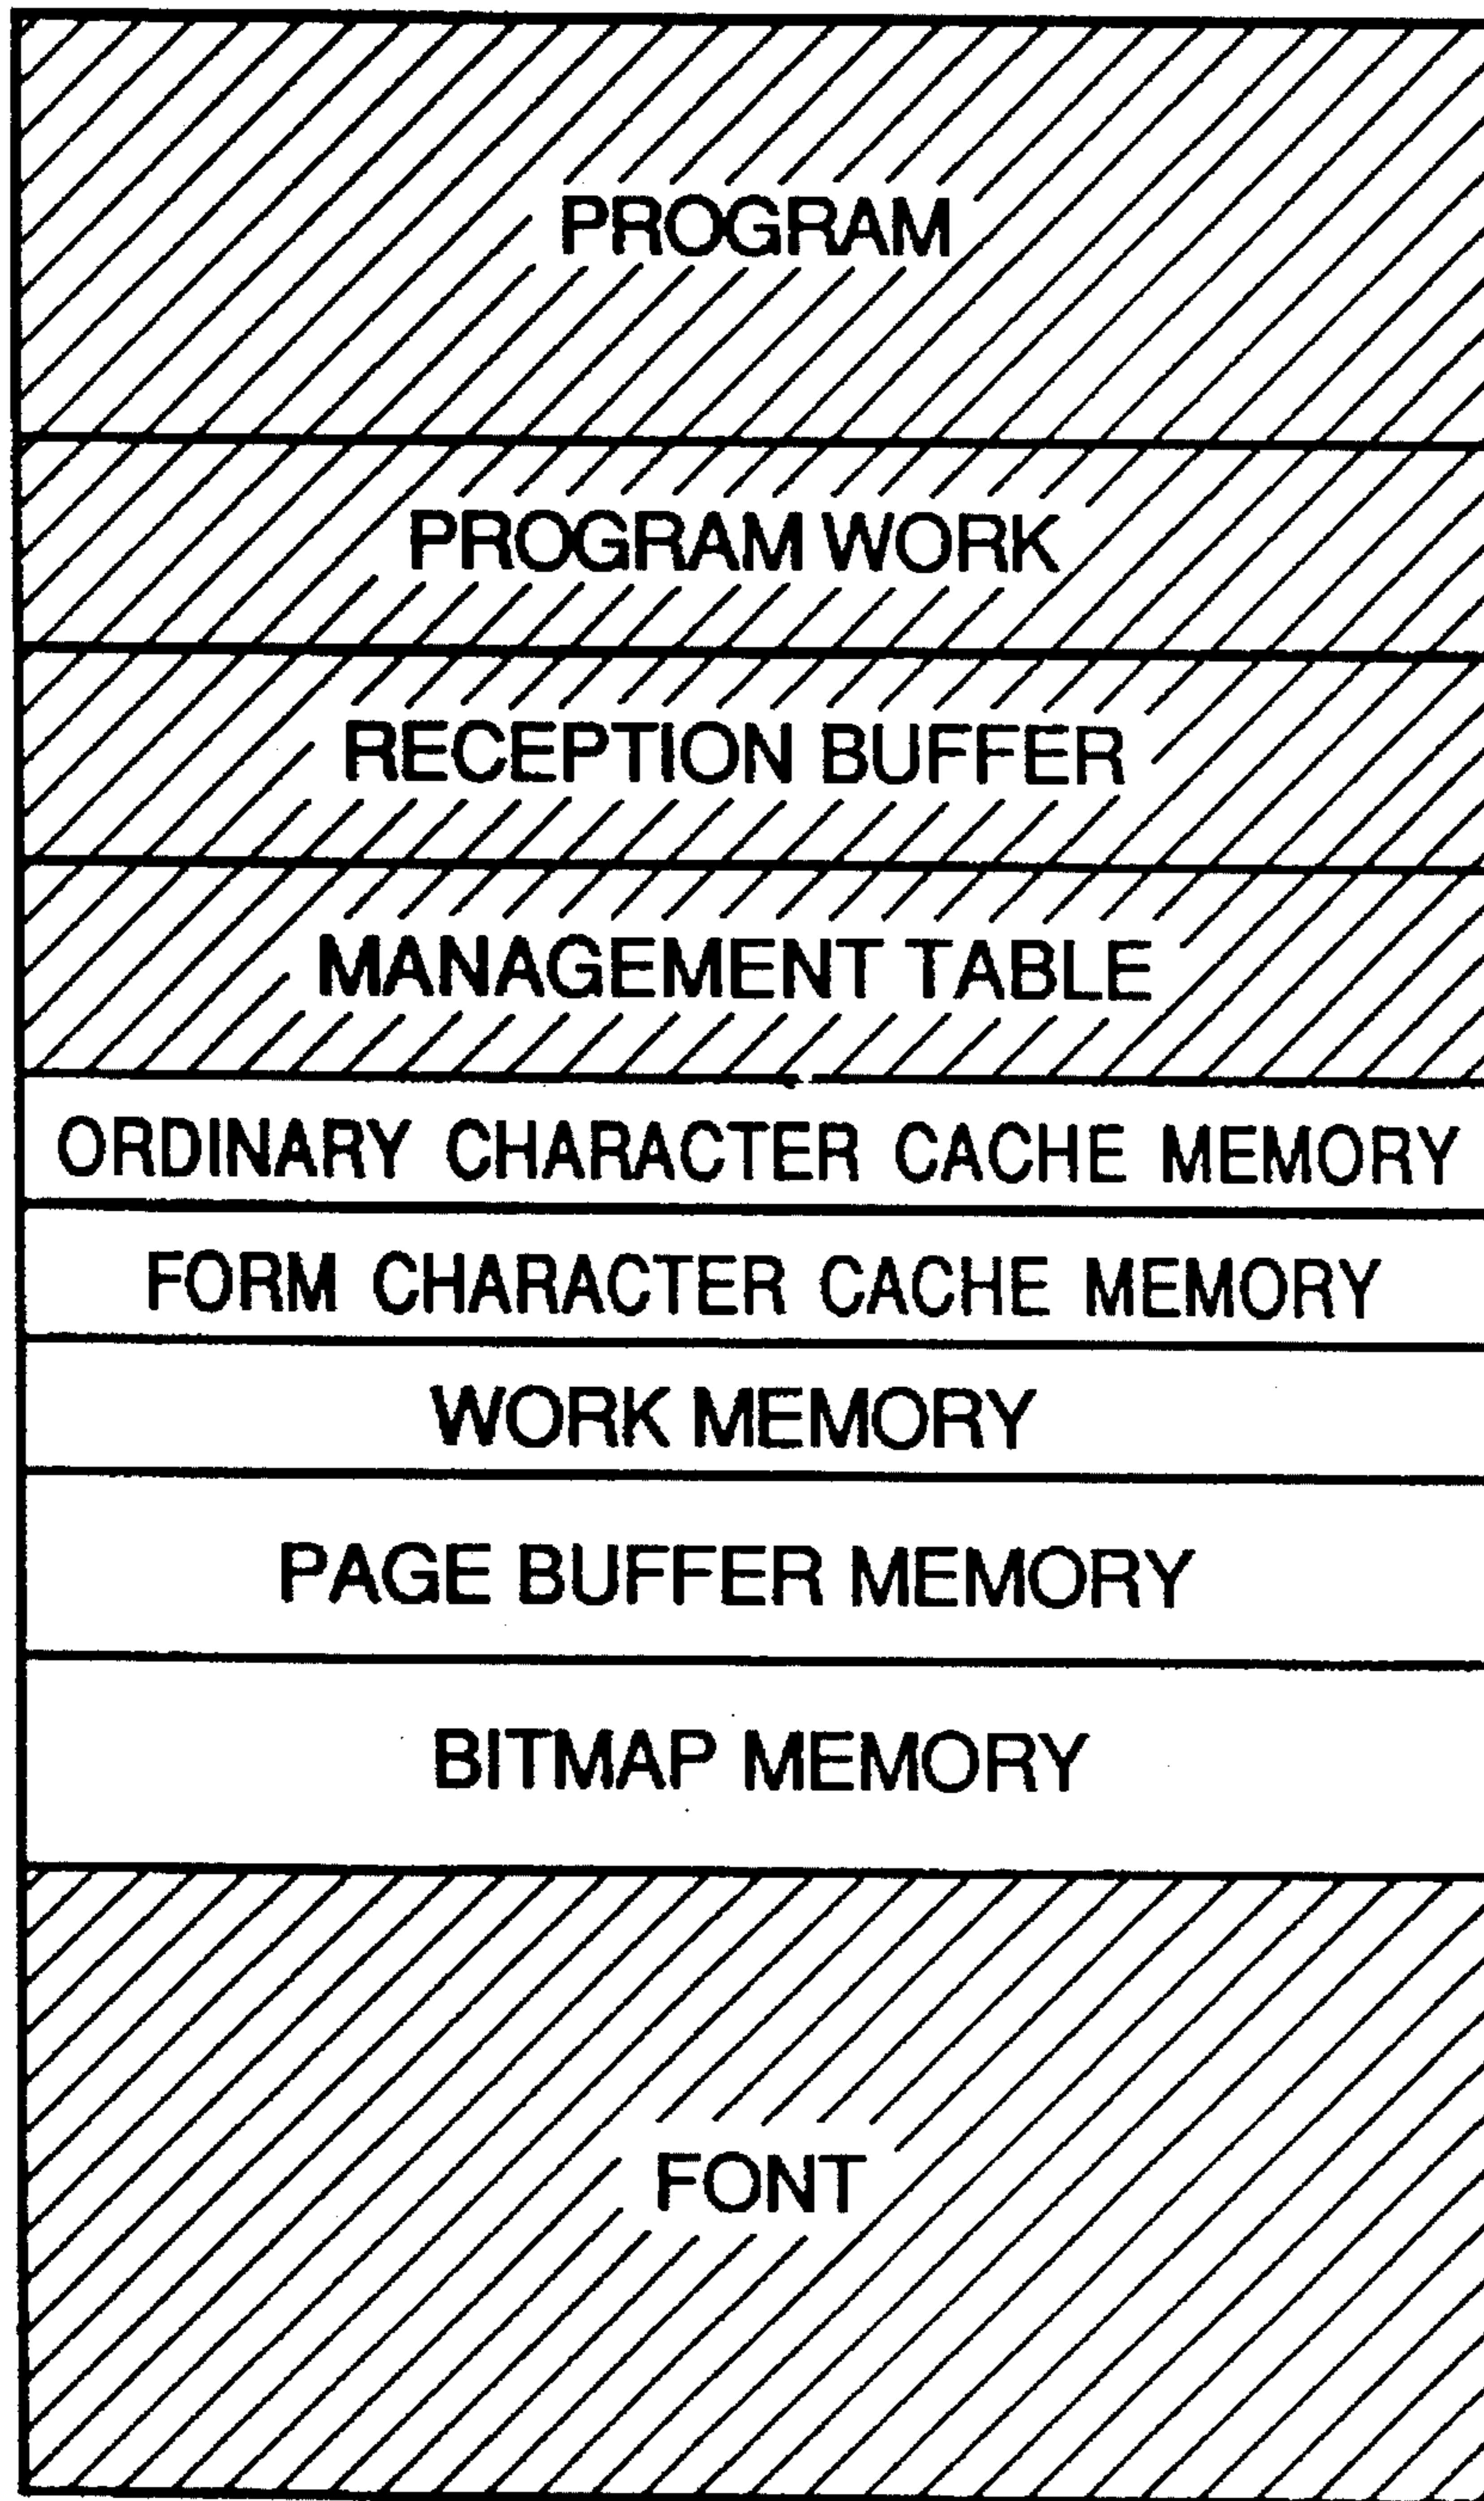 PROGRAM
PROGRAM WORK
RECEPTION BUFFER
MANAGEMENT TABLE
ORDINARY CHARACTER CACHE MEMORY
FORM CHARACTER CACHE MEMORY
WORK MEMORY
PAGE BUFFER MEMORY
BITMAP MEMORY
FONT